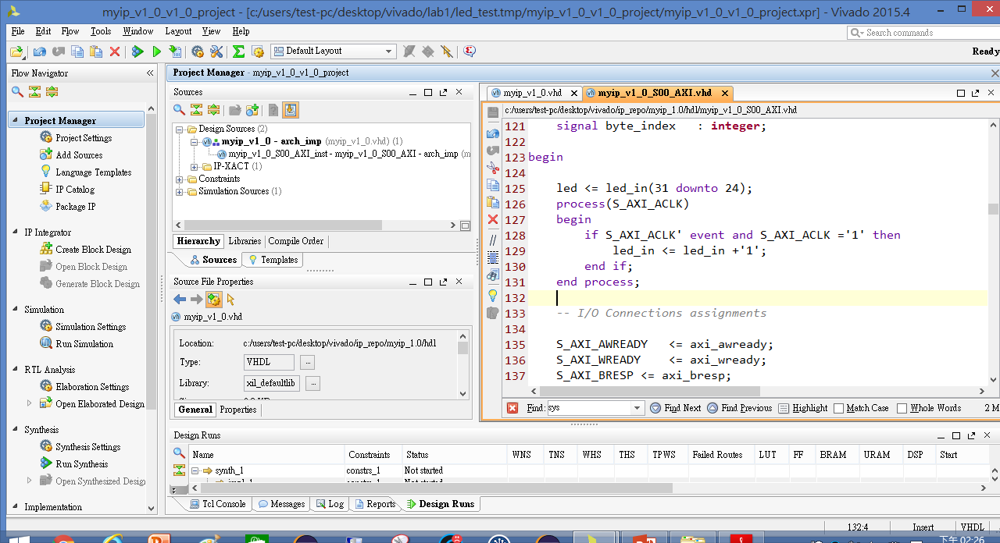 myip_v1_0_v1_0_project - [c:/users/test-pc/desktop/vivado/lab1/led_test.tmp/myip_v1_0_v1_0_project/myip_v1_0_v1_0_project.xpr] - Vivado 2015.4
File Edit Flow Tools Window Layout View Help
Search commands
Default Layout
Ready
Flow Navigator
Project Manager
Project Settings
Add Sources
Language Templates
IP Catalog
Package IP
IP Integrator
Create Block Design
Open Block Design
Generate Block Design
Simulation
Simulation Settings
Run Simulation
RTL Analysis
Elaboration Settings
Open Elaborated Design
Synthesis
Synthesis Settings
Run Synthesis
Open Synthesized Desig
Implementation
Project Manager - myip_v1_0_v1_0_project
Sources
Design Sources (2)
myip_v1_0 - arch_imp (myip_v1_0.vhd) (1)
myip_v1_0_S00_AXI_inst - myip_v1_0_S00_AXI - arch_imp (m
IP-XACT (1)
Constraints
Simulation Sources (1)
Hierarchy Libraries Compile Order
Sources Templates
Source File Properties
myip_v1_0.vhd
Location: c:/users/test-pc/desktop/vivado/ip_repo/myip_1.0/hdl
Type: VHDL ...
Library: xil_defaultlib ...
General Properties
myip_v1_0.vhd myip_v1_0_S00_AXI.vhd
c:/users/test-pc/desktop/vivado/ip_repo/myip_1.0/hdl/myip_v1_0_S00_AXI.vhd
121 signal byte_index : integer;
122
123 begin
124
125 led <= led_in(31 downto 24);
126 process(S_AXI_ACLK)
127 begin
128 if S_AXI_ACLK' event and S_AXI_ACLK ='1' then
129 led_in <= led_in +'1';
130 end if;
131 end process;
132
133 -- I/O Connections assignments
134
135 S_AXI_AWREADY <= axi_awready;
136 S_AXI_WREADY <= axi_wready;
137 S_AXI_BRESP <= axi_bresp;
Find: sys Find Next Find Previous Highlight Match Case Whole Words 2 M
Design Runs
Name Constraints Status WNS TNS WHS THS TPWS Failed Routes LUT FF BRAM URAM DSP Start
synth_1 constrs_1 Not started
Tcl Console Messages Log Reports Design Runs
132:4 Insert VHDL
下午 02:26